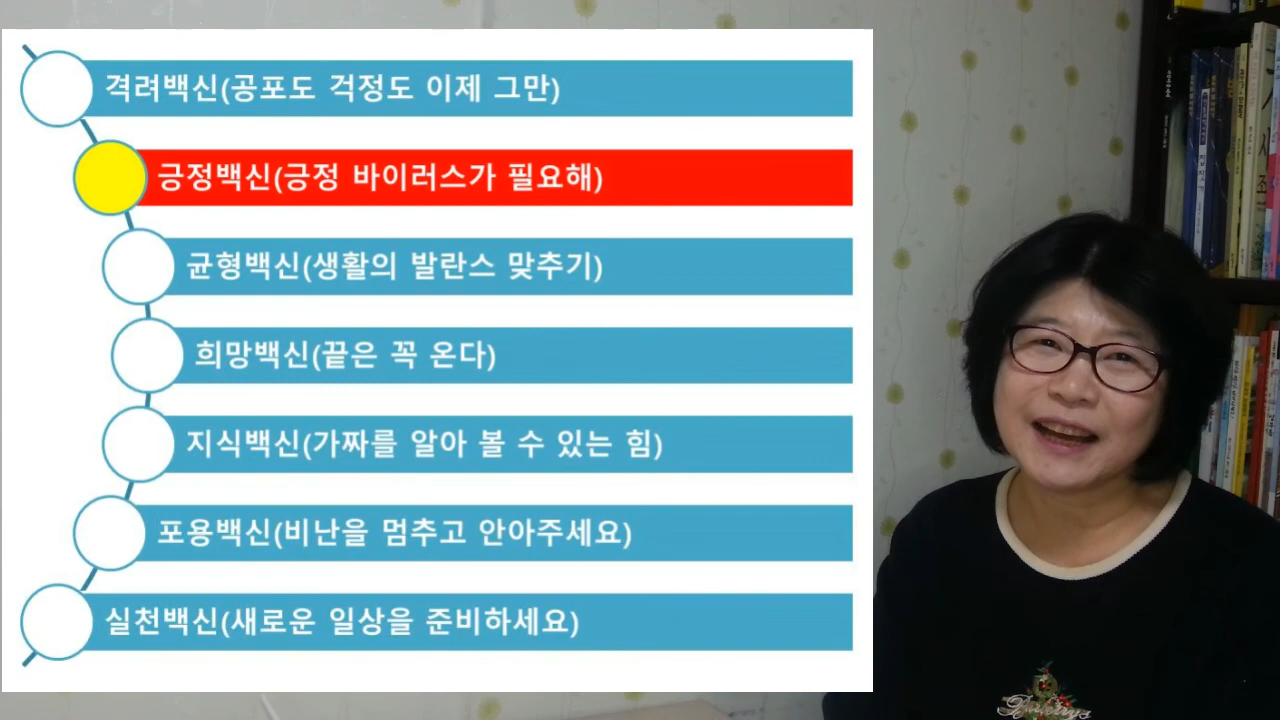 격려백신(공포도 걱정도 이제 그만)
긍정백신(긍정 바이러스가 필요해)
균형백신(생활의 발란스 맞추기)
희망백신(끝은 꼭 온다)
지식백신(가짜를 알아 볼 수 있는 힘)
포용백신(비난을 멈추고 안아주세요)
실천백신(새로운 일상을 준비하세요)